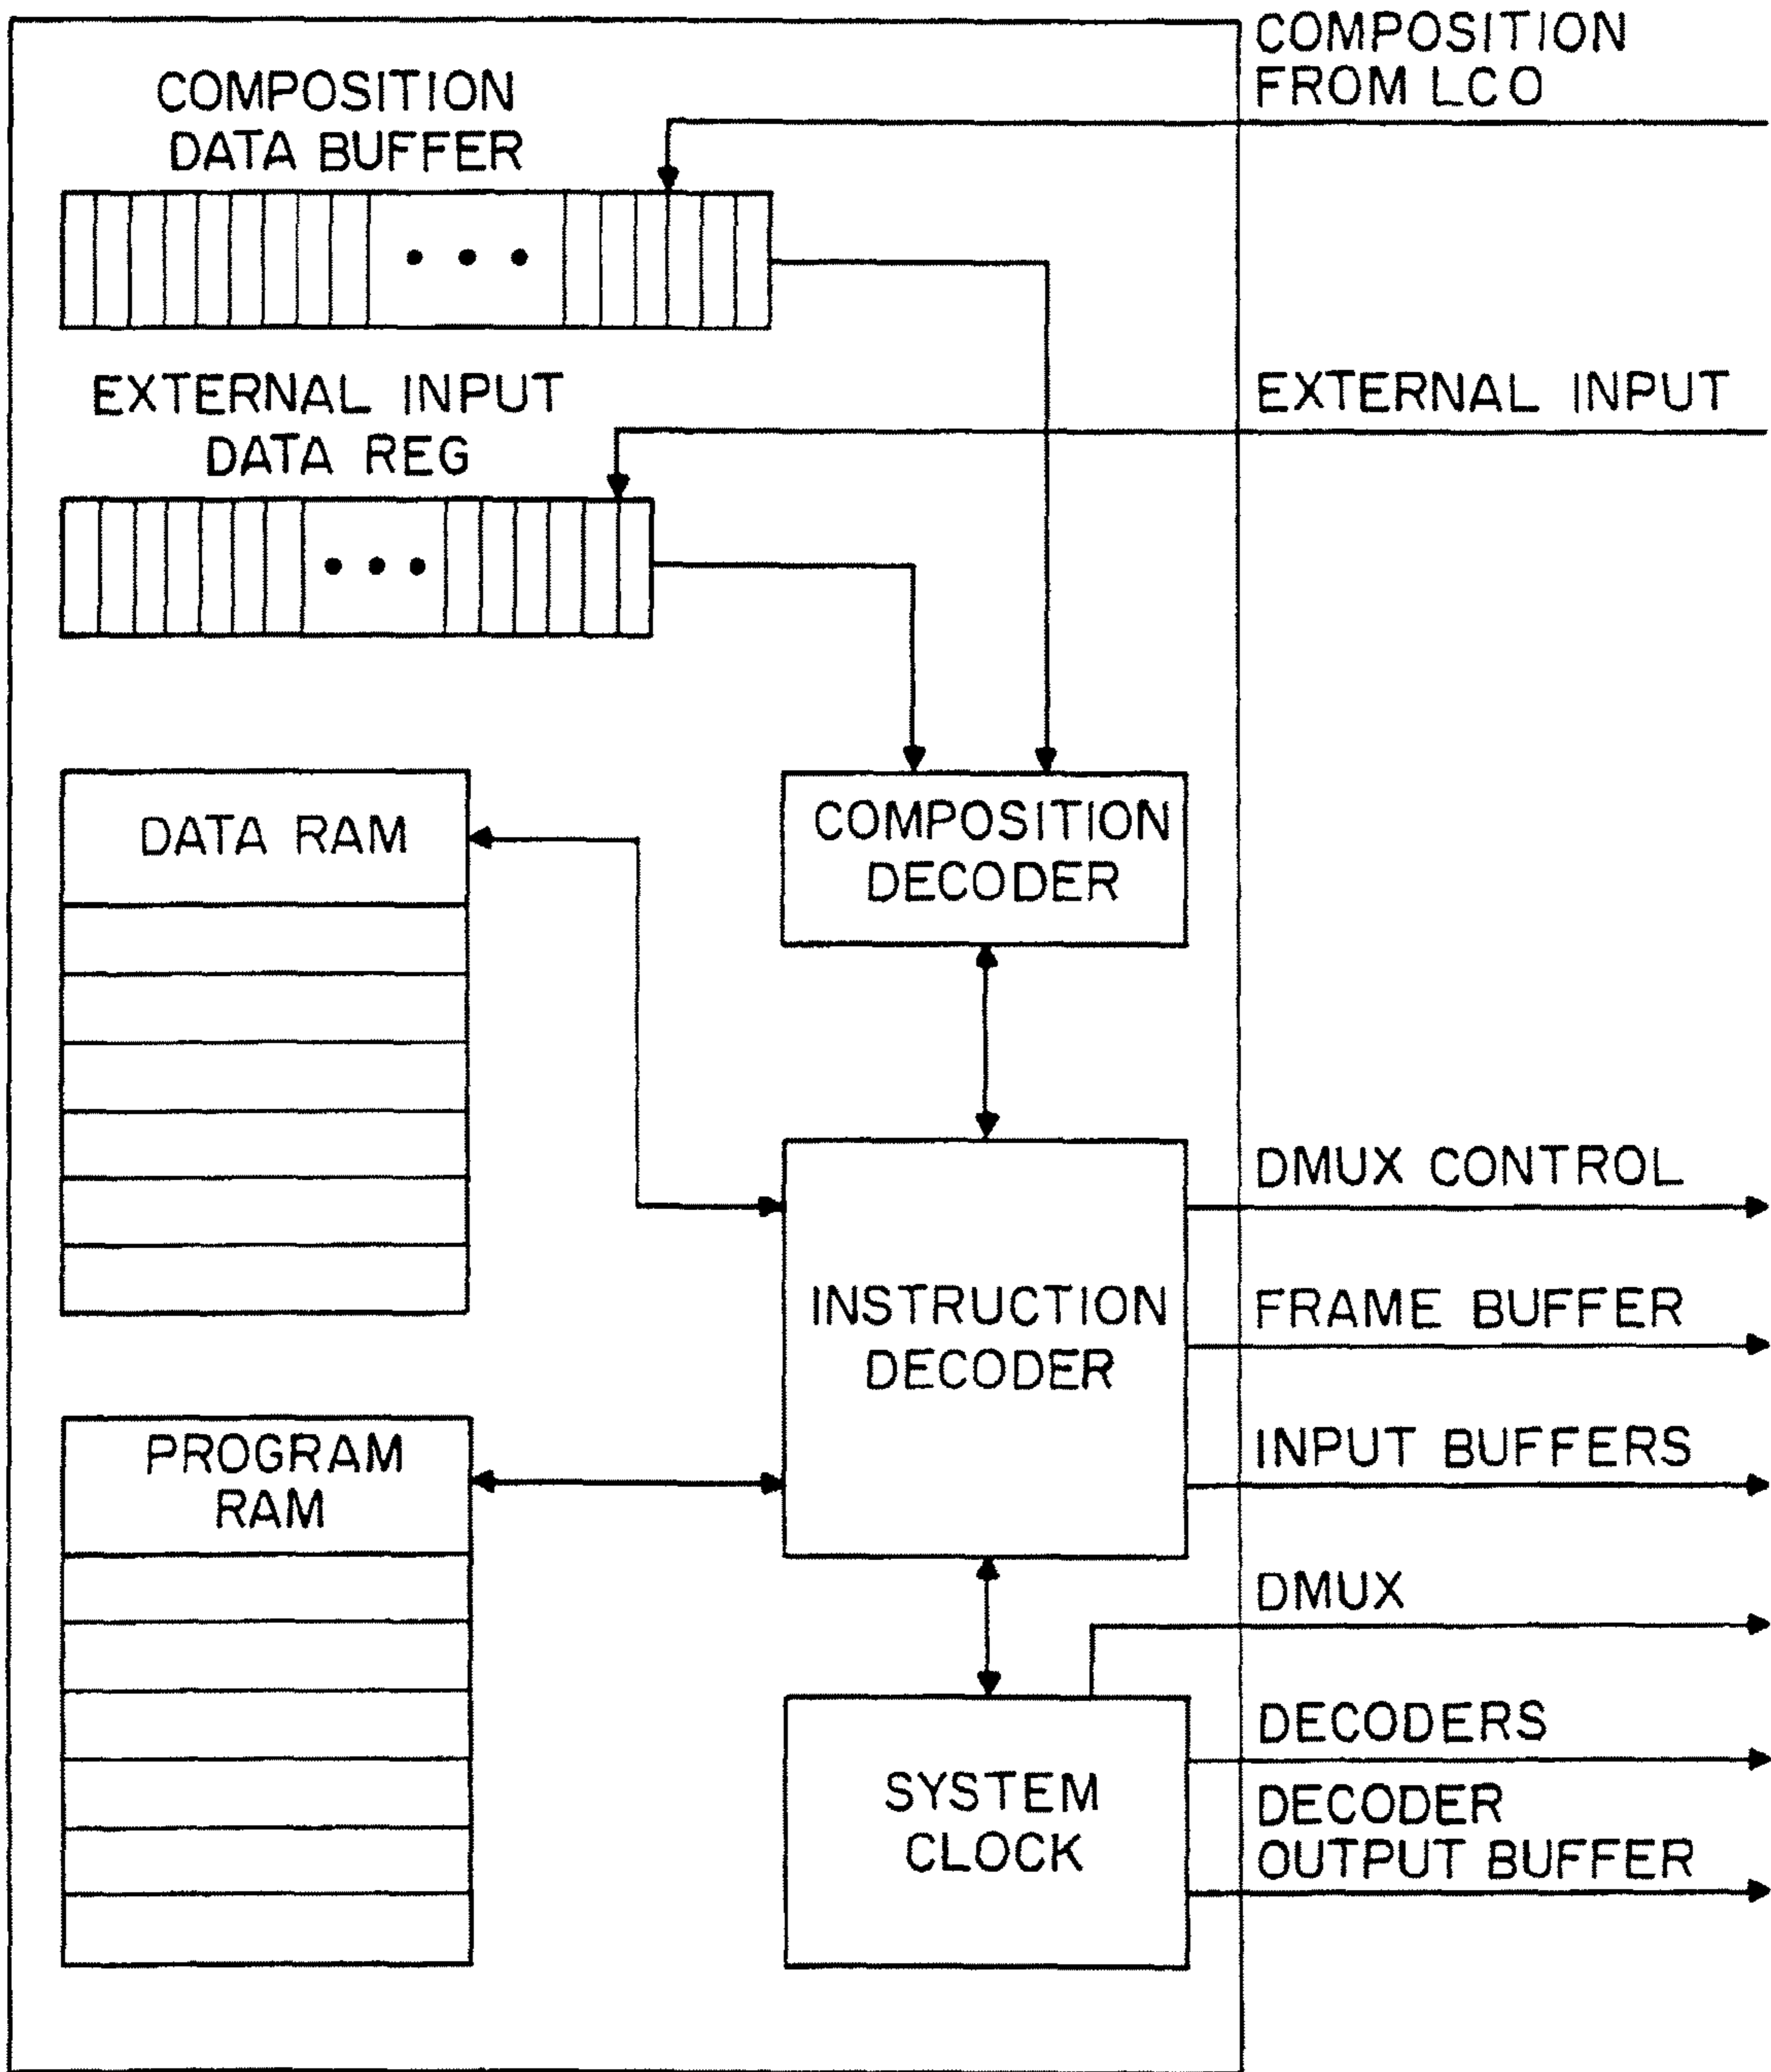 COMPOSITION
FROM LCO
COMPOSITION
DATA BUFFER
EXTERNAL INPUT
DATA REG
EXTERNAL INPUT
DATA RAM
COMPOSITION
DECODER
DMUX CONTROL
INSTRUCTION
DECODER
FRAME BUFFER
INPUT BUFFERS
PROGRAM
RAM
DMUX
SYSTEM
CLOCK
DECODERS
DECODER
OUTPUT BUFFER